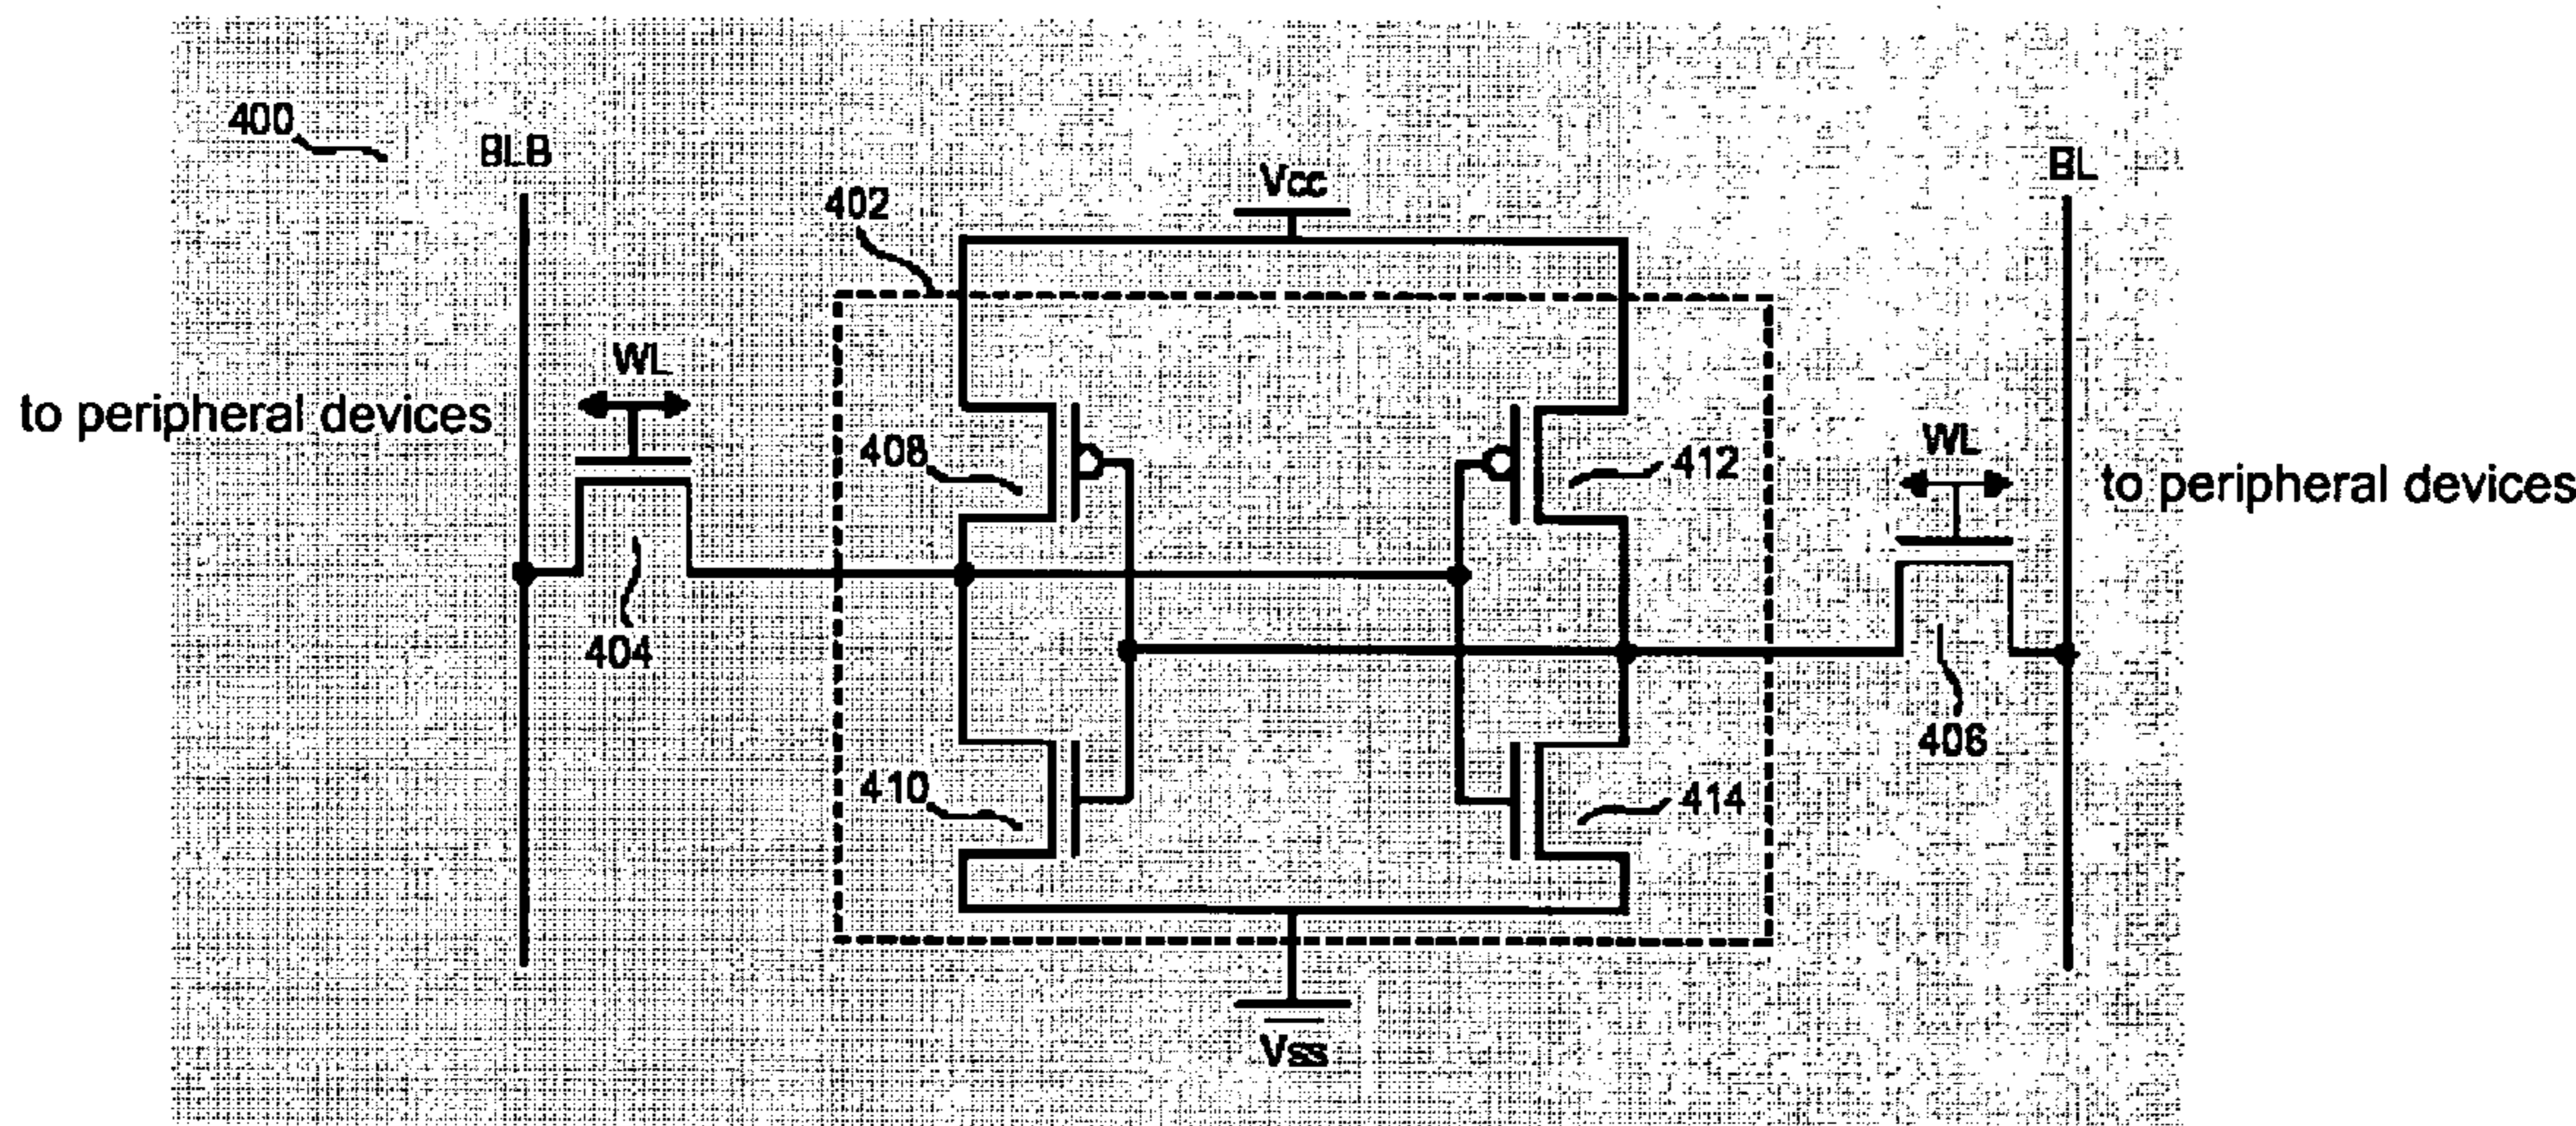 400
BLB
BL
Vcc
402
WL
to peripheral devices
408
412
WL
to peripheral devices
404
406
410
414
Vss